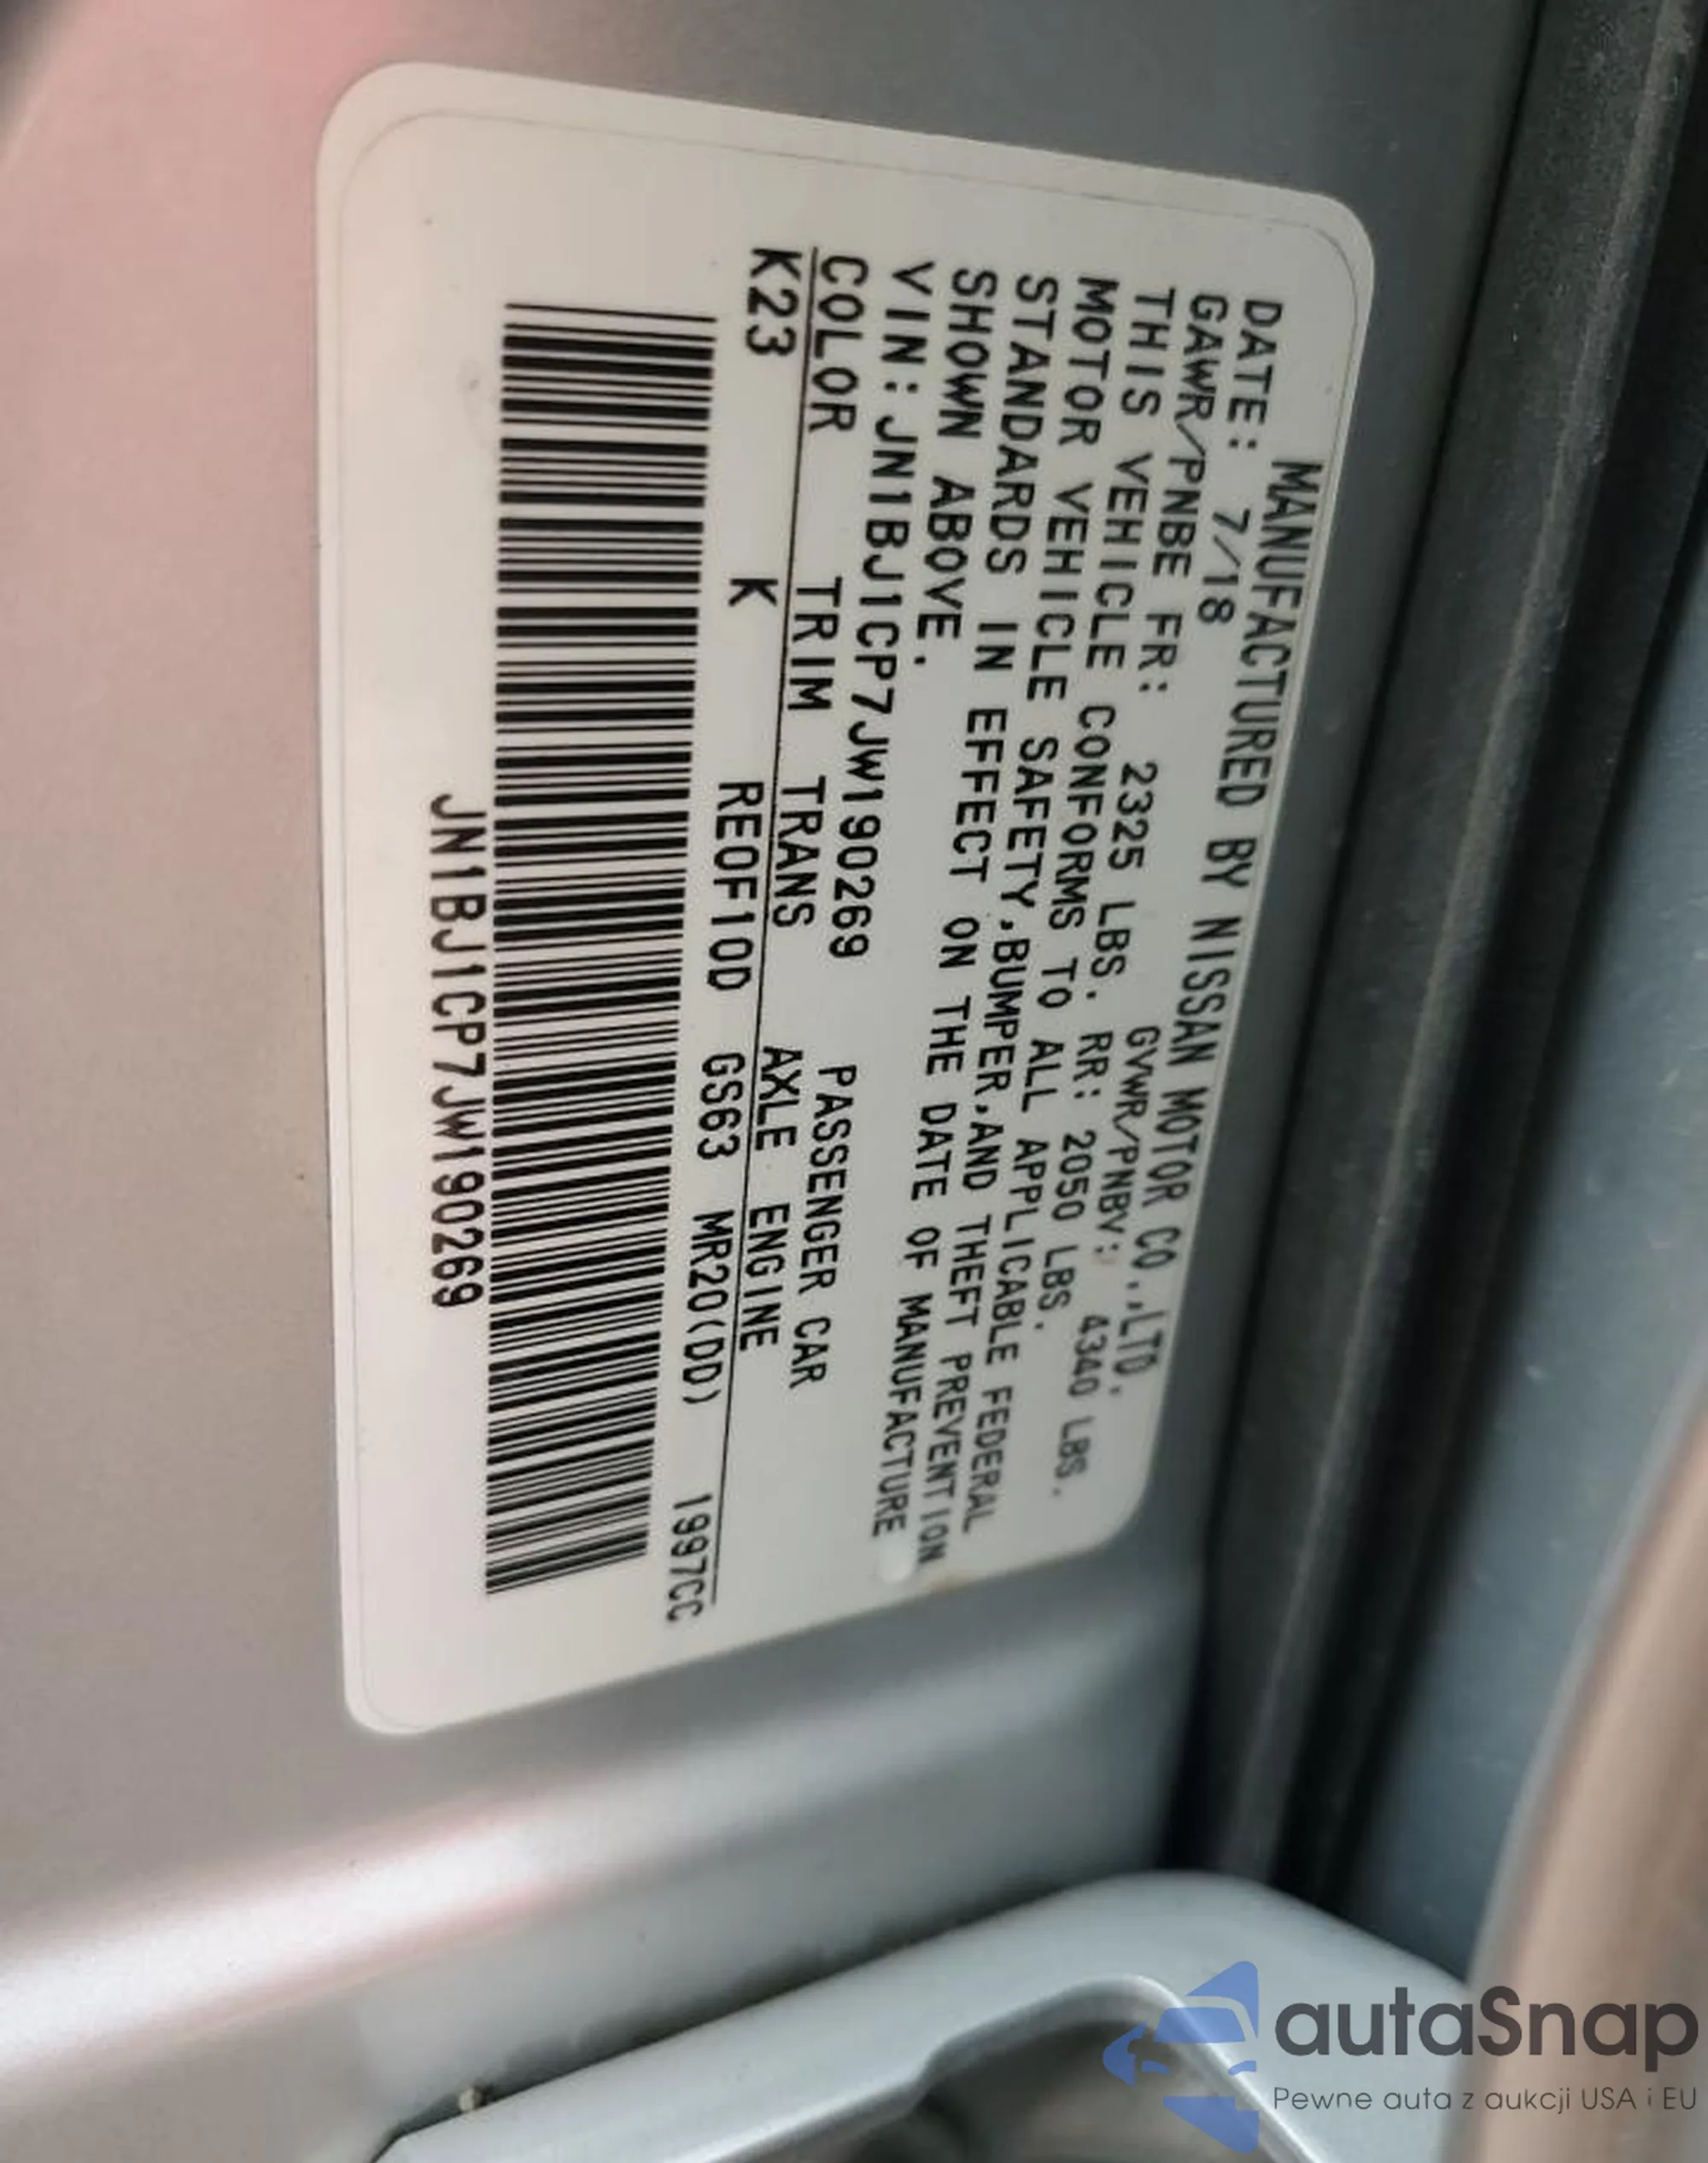 MANUFACTURED BY NISSAN MOTOR CO.,LTD.
DATE: 7/18 GVWR/PNBV: 4340 LBS.
GAWR/PNBE FR: 2325 LBS. RR: 2050 LBS.
THIS VEHICLE CONFORMS TO ALL APPLICABLE FEDERAL
MOTOR VEHICLE SAFETY,BUMPER,AND THEFT PREVENTION
STANDARDS IN EFFECT ON THE DATE OF MANUFACTURE
SHOWN ABOVE.
VIN:JN1BJ1CP7JW190269 PASSENGER CAR
COLOR TRIM TRANS AXLE ENGINE
K23 K RE0F10D GS63 MR20(DD) 1997CC
JN1BJ1CP7JW190269
autaSnap
Pewne auta z aukcji USA i EU